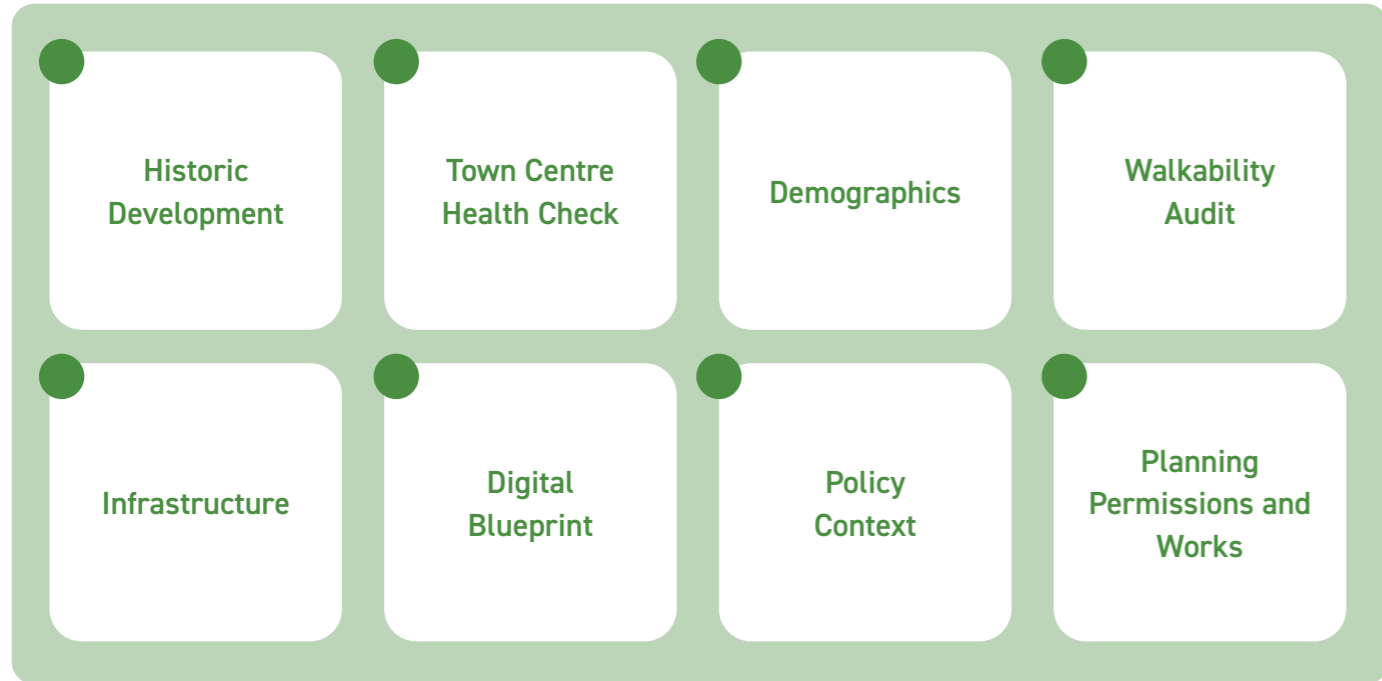 Historic
Development
Town Centre
Health Check
Demographics
Walkability
Audit
Infrastructure
Digital
Blueprint
Policy
Context
Planning
Permissions and
Works